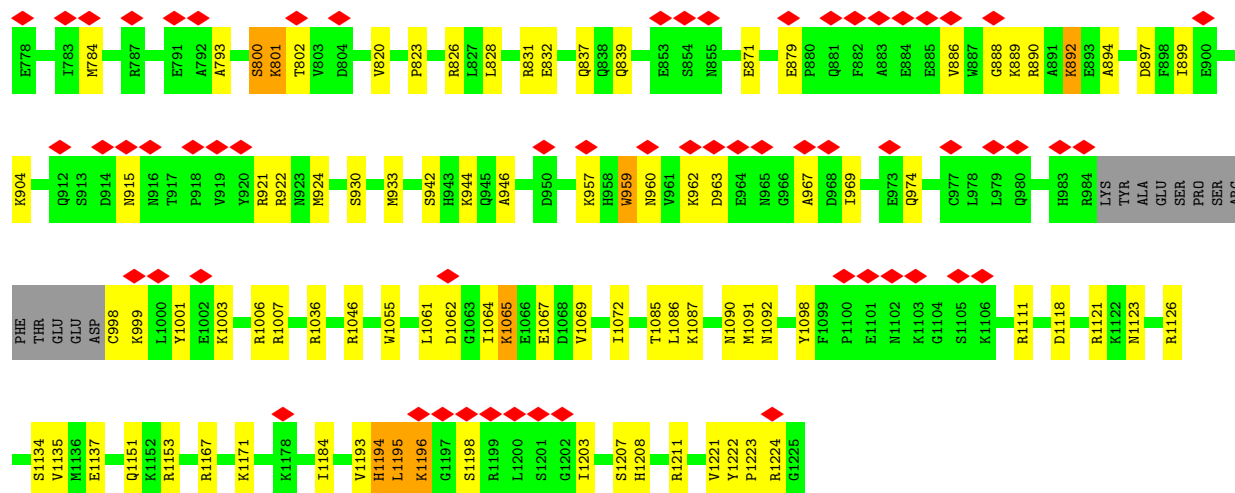 E778 I783 M784 R787 E791 A792 A793 S800 K801 T802 V803 D804 V820 P823 R826 L827 L828 R831 E832 Q837 Q838 Q839 E853 S854 N855 E871 E879 P880 Q881 F882 A883 E884 E885 V886 W887 G888 K889 R890 A891 K892 E893 A894 D897 F898 I899 E900
K904 Q912 S913 D914 N915 N916 T917 P918 V919 Y920 R921 R922 N923 M924 S930 M933 S942 H943 K944 Q945 A946 D950 K957 H958 W959 N960 V961 K962 D963 E964 N965 G966 A967 D968 I969 E973 Q974 C977 L978 L979 Q980 H983 R984 LYS TYR ALA GLU SER PRO SER ARG
PHE THR GLU GLU ASP C998 K999 L1000 Y1001 E1002 K1003 R1006 R1007 R1036 R1046 W1055 L1061 D1062 G1063 I1064 K1065 E1066 E1067 D1068 V1069 I1072 T1085 L1086 K1087 N1090 M1091 N1092 Y1098 F1099 P1100 E1101 N1102 K1103 G1104 S1105 K1106 R1111 D1118 R1121 K1122 N1123 R1126
S1134 V1135 M1136 E1137 Q1151 K1152 R1153 R1167 K1171 K1178 I1184 V1193 H1194 L1195 K1196 G1197 S1198 R1199 L1200 S1201 G1202 I1203 S1207 H1208 R1211 V1221 Y1222 P1223 R1224 G1225